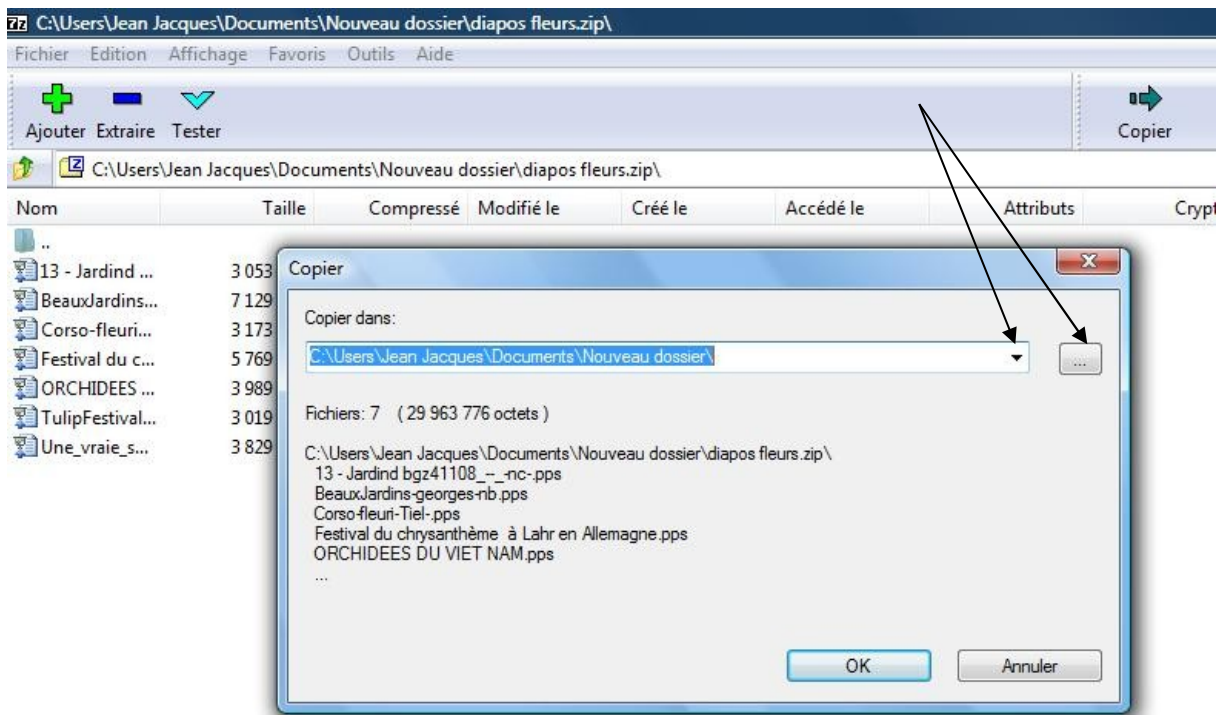 7z C:\Users\Jean Jacques\Documents\Nouveau dossier\diapos fleurs.zip\
Fichier Edition Affichage Favoris Outils Aide
Ajouter Extraire Tester Copier
C:\Users\Jean Jacques\Documents\Nouveau dossier\diapos fleurs.zip\
Nom Taille Compressé Modifié le Créé le Accédé le Attributs Crypt
..
13 - Jardind ... 3 053
BeauxJardins... 7 129
Corso-fleuri... 3 173
Festival du c... 5 769
ORCHIDEES ... 3 989
TulipFestival... 3 019
Une_vraie_s... 3 829
Copier
Copier dans:
C:\Users\Jean Jacques\Documents\Nouveau dossier\
...
Fichiers: 7 ( 29 963 776 octets )
C:\Users\Jean Jacques\Documents\Nouveau dossier\diapos fleurs.zip\
13 - Jardind bgz41108_--_-nc-.pps
BeauxJardins-georges-nb.pps
Corso-fleuri-Tiel-.pps
Festival du chrysanthème à Lahr en Allemagne.pps
ORCHIDEES DU VIET NAM.pps
...
OK Annuler